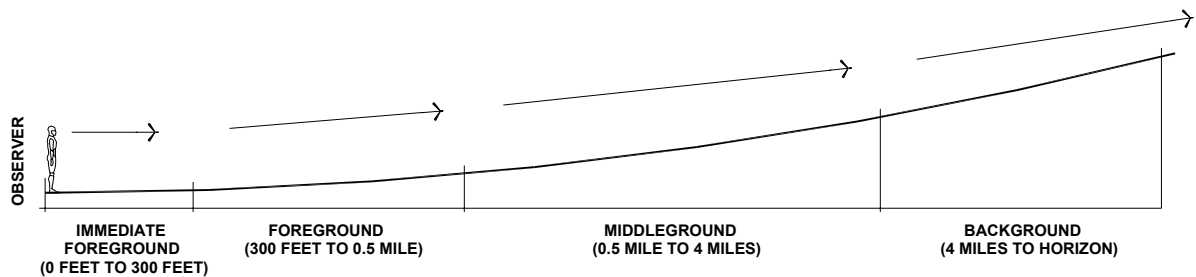 OBSERVER
IMMEDIATE
FOREGROUND
(0 FEET TO 300 FEET)
FOREGROUND
(300 FEET TO 0.5 MILE)
MIDDLEGROUND
(0.5 MILE TO 4 MILES)
BACKGROUND
(4 MILES TO HORIZON)